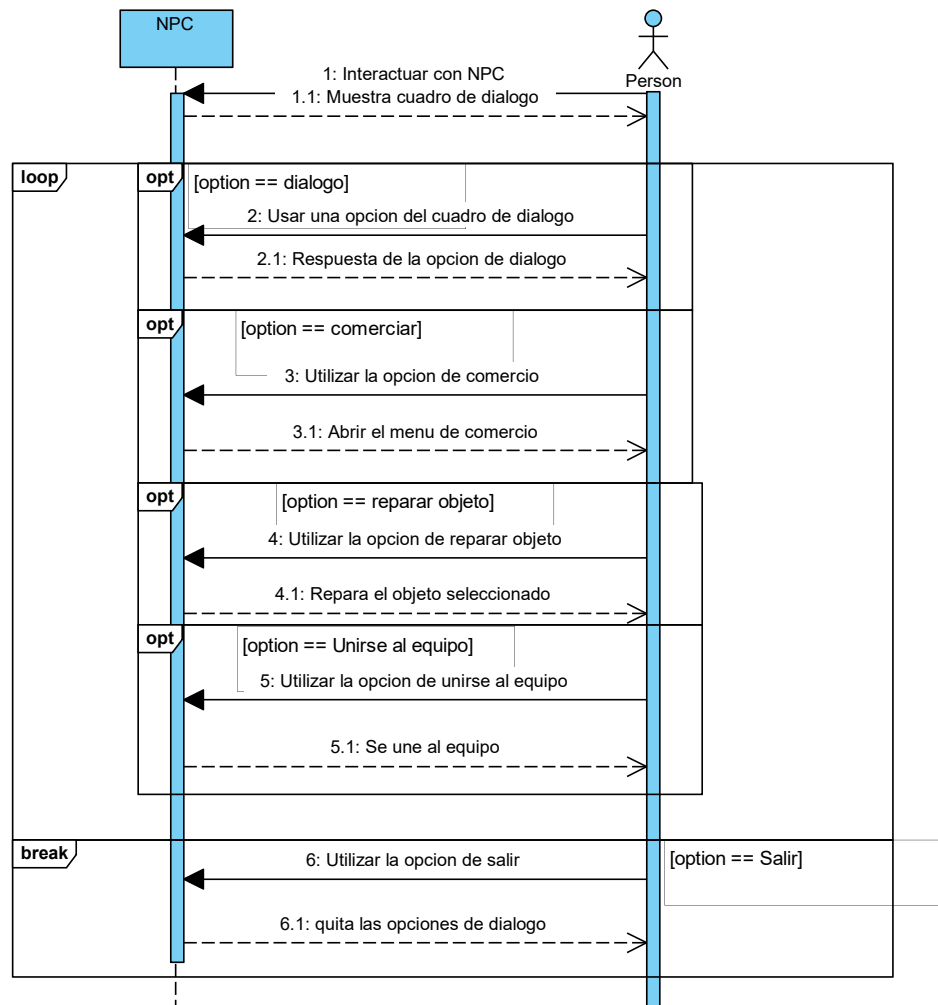 NPC
Person
1: Interactuar con NPC
1.1: Muestra cuadro de dialogo
loop
opt
[option == dialogo]
2: Usar una opcion del cuadro de dialogo
2.1: Respuesta de la opcion de dialogo
opt
[option == comerciar]
3: Utilizar la opcion de comercio
3.1: Abrir el menu de comercio
opt
[option == reparar objeto]
4: Utilizar la opcion de reparar objeto
4.1: Repara el objeto seleccionado
opt
[option == Unirse al equipo]
5: Utilizar la opcion de unirse al equipo
5.1: Se une al equipo
break
6: Utilizar la opcion de salir
[option == Salir]
6.1: quita las opciones de dialogo